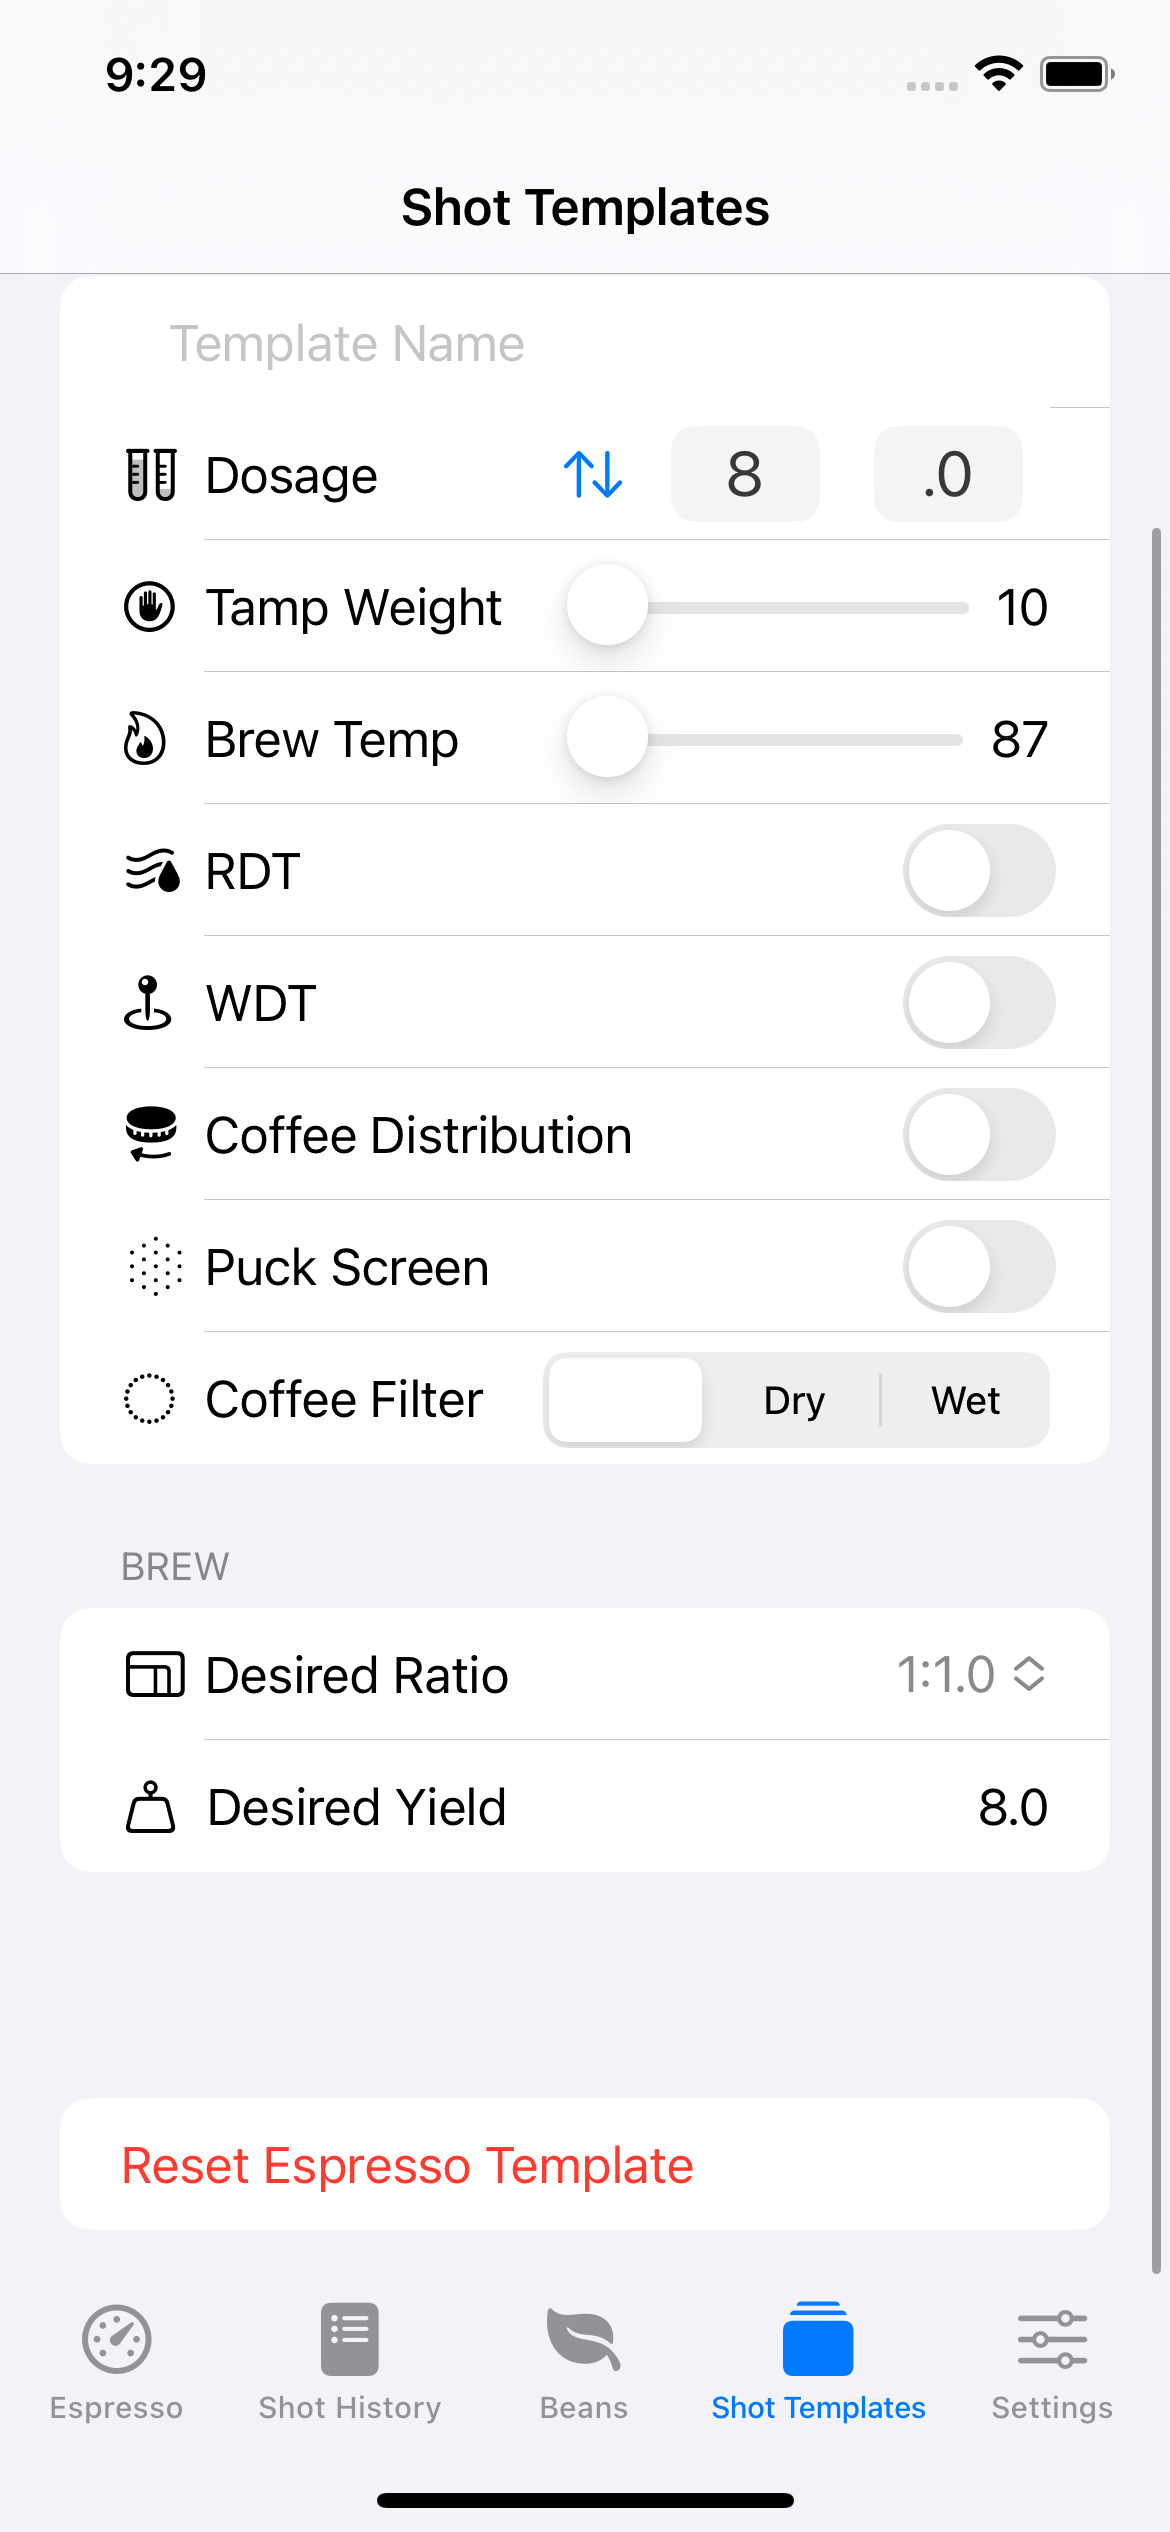 9:29
Shot Templates
Template Name
Dosage 8 .0
Tamp Weight 10
Brew Temp 87
RDT
WDT
Coffee Distribution
Puck Screen
Coffee Filter Dry Wet
BREW
Desired Ratio 1:1.0
Desired Yield 8.0
Reset Espresso Template
Espresso Shot History Beans Shot Templates Settings